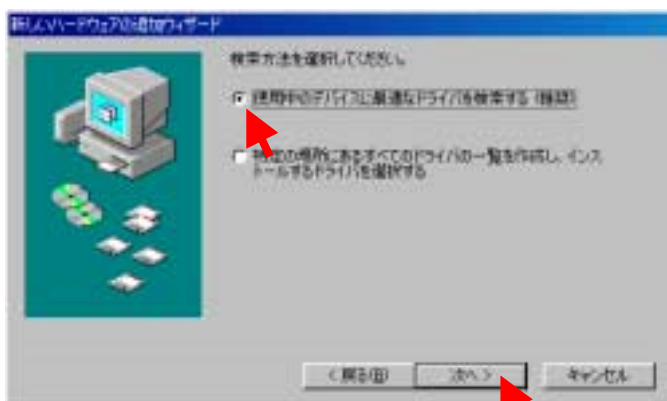 新しいハードウェアの追加ウィザード
検索方法を選択してください。
使用中のデバイスに最適なドライバを検索する（推奨）
特定の場所にあるすべてのドライバの一覧を作成し、インス
トールするドライバを選択する
< 戻る(B)
次へ >
キャンセル